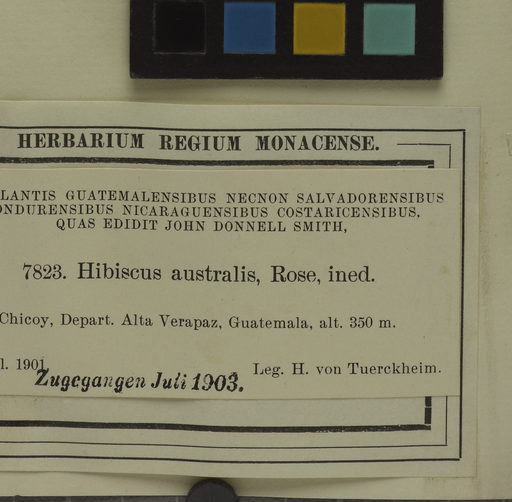 HERBARIUM REGIUM MONACENSE.
LANTIS GUATEMALENSIBUS NECNON SALVADORENSIBUS
ONDURENSIBUS NICARAGUENSIBUS COSTARICENSIBUS,
QUAS EDIDIT JOHN DONNELL SMITH,
7823. Hibiscus australis, Rose, ined.
Chicoy, Depart. Alta Verapaz, Guatemala, alt. 350 m.
l. 1901 Leg. H. von Tuerckheim.
Zugegangen Juli 1903.